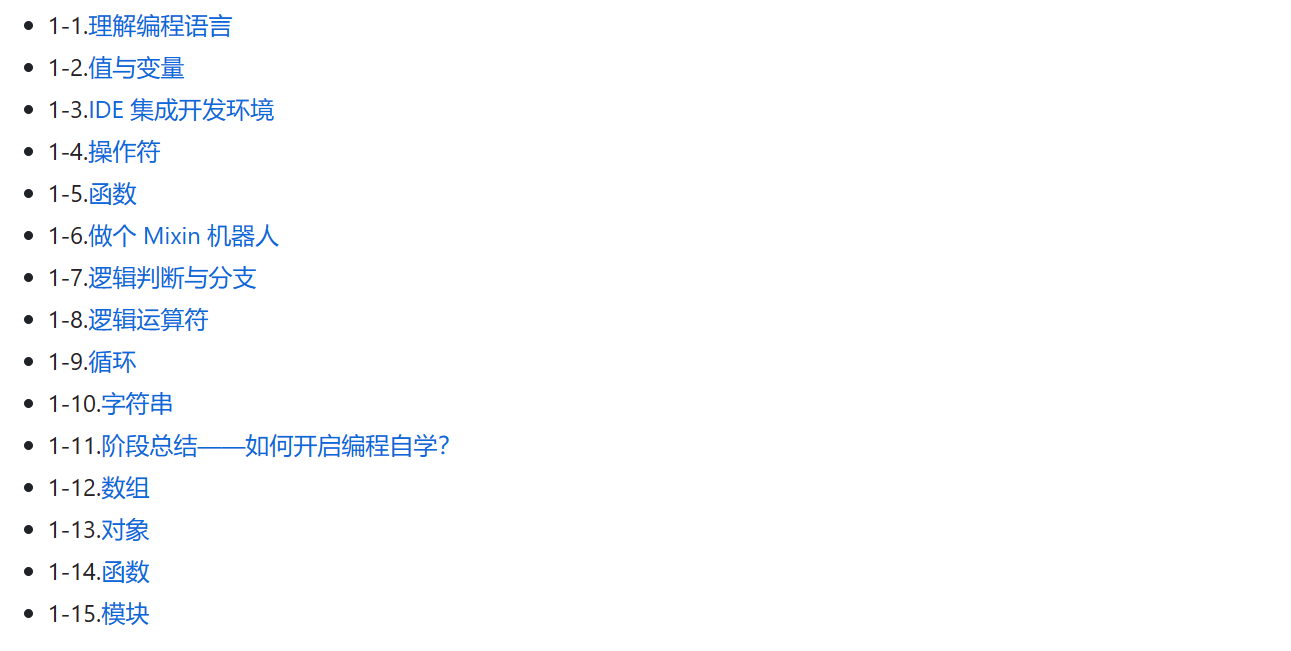 1-1.理解编程语言
1-2.值与变量
1-3.IDE 集成开发环境
1-4.操作符
1-5.函数
1-6.做个 Mixin 机器人
1-7.逻辑判断与分支
1-8.逻辑运算符
1-9.循环
1-10.字符串
1-11.阶段总结——如何开启编程自学？
1-12.数组
1-13.对象
1-14.函数
1-15.模块